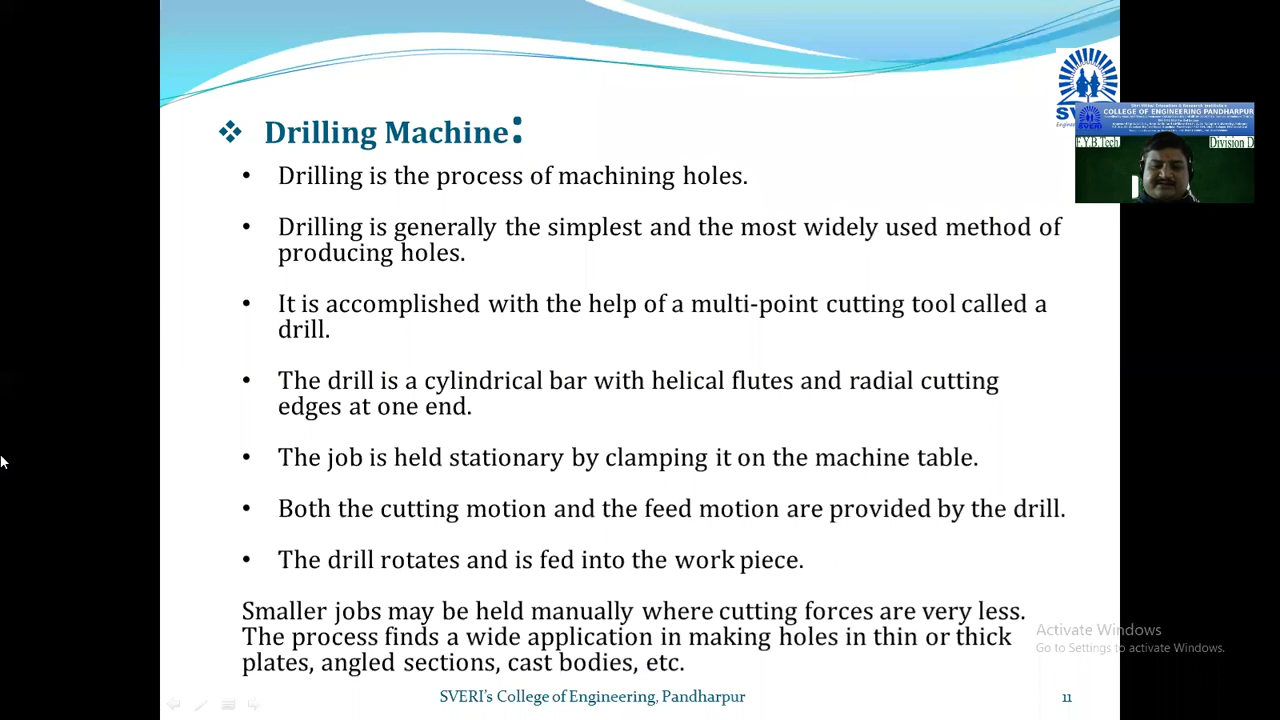 ❖ Drilling Machine:
• Drilling is the process of machining holes.
• Drilling is generally the simplest and the most widely used method of
producing holes.
• It is accomplished with the help of a multi-point cutting tool called a
drill.
• The drill is a cylindrical bar with helical flutes and radial cutting
edges at one end.
• The job is held stationary by clamping it on the machine table.
• Both the cutting motion and the feed motion are provided by the drill.
• The drill rotates and is fed into the work piece.
Smaller jobs may be held manually where cutting forces are very less.
The process finds a wide application in making holes in thin or thick
plates, angled sections, cast bodies, etc.
SVERI's College of Engineering, Pandharpur
11
COLLEGE OF ENGINEERING PANDHARPUR
SVERI
F.Y.B.Tech
Division D
Activate Windows
Go to Settings to activate Windows.